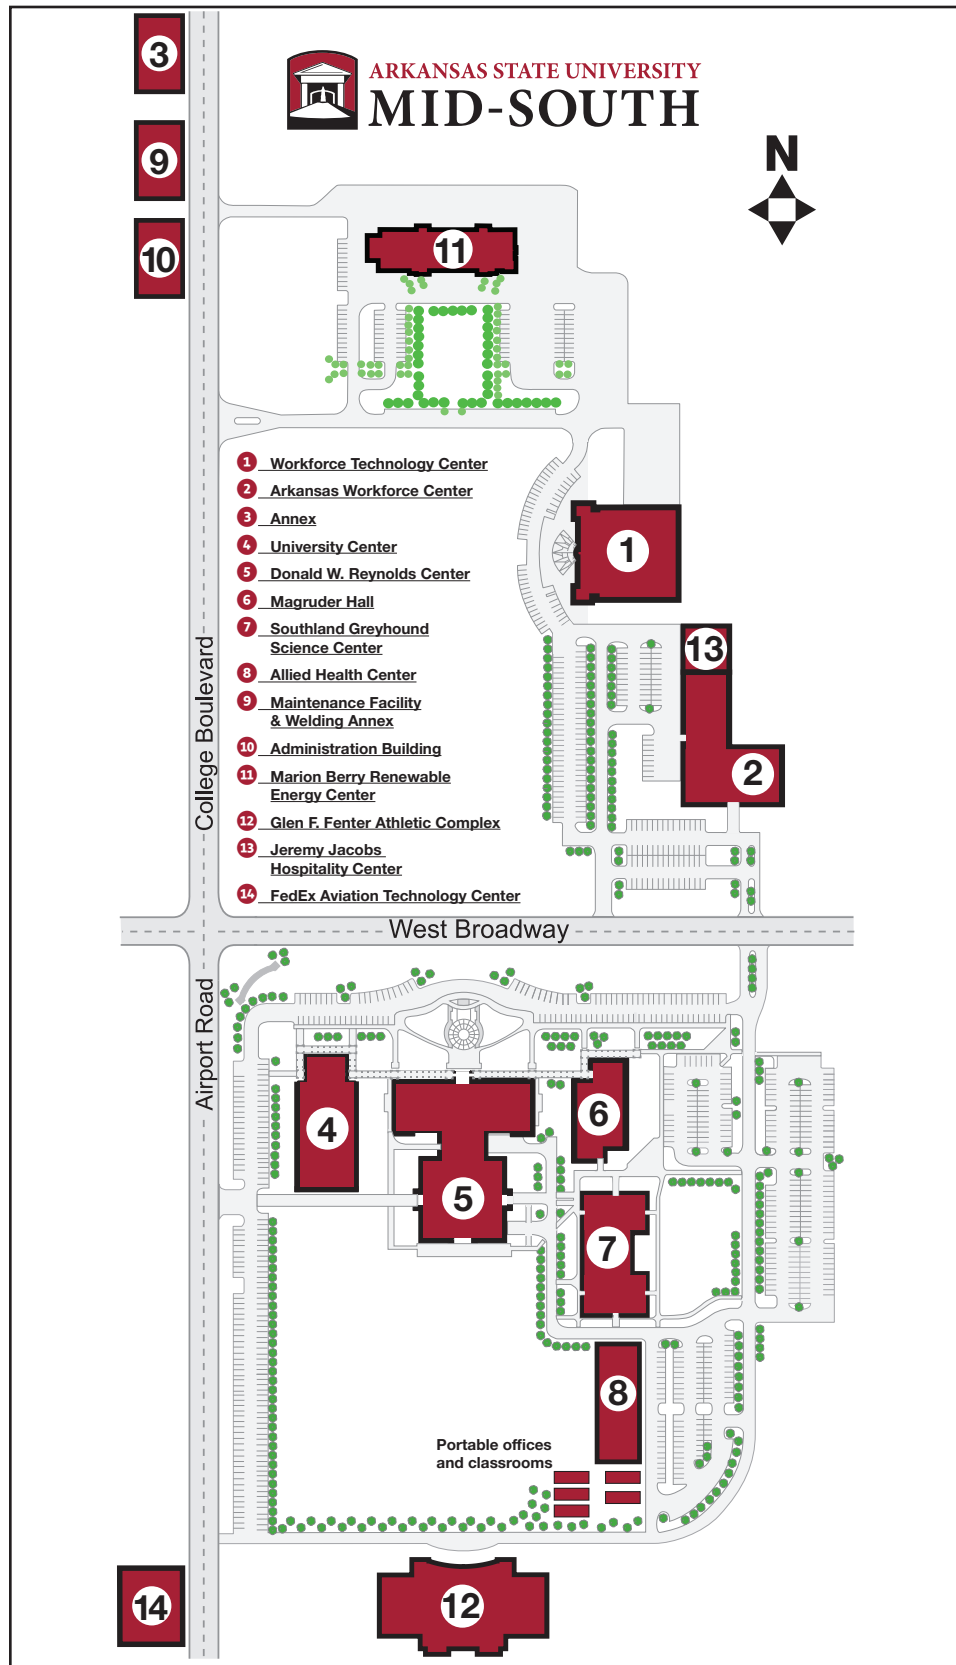 ARKANSAS STATE UNIVERSITY
MID-SOUTH
N
3
9
10
11
1 Workforce Technology Center
2 Arkansas Workforce Center
3 Annex
4 University Center
5 Donald W. Reynolds Center
6 Magruder Hall
7 Southland Greyhound
Science Center
8 Allied Health Center
9 Maintenance Facility
& Welding Annex
10 Administration Building
11 Marion Berry Renewable
Energy Center
12 Glen F. Fenter Athletic Complex
13 Jeremy Jacobs
Hospitality Center
14 FedEx Aviation Technology Center
1
13
2
College Boulevard
West Broadway
Airport Road
4
6
5
7
8
Portable offices
and classrooms
14
12